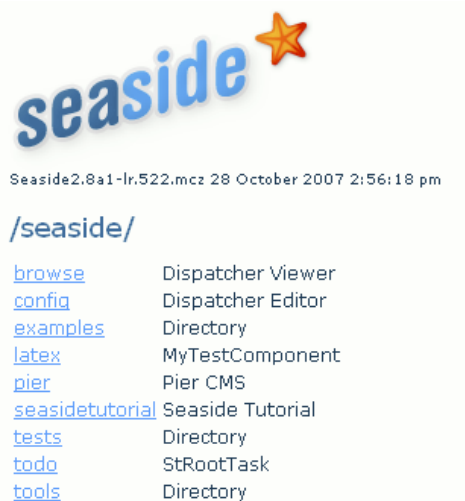 seaside
Seaside2.8a1-lr.522.mcz 28 October 2007 2:56:18 pm
/seaside/
browse Dispatcher Viewer
config Dispatcher Editor
examples Directory
latex MyTestComponent
pier Pier CMS
seasidetutorial Seaside Tutorial
tests Directory
todo StRootTask
tools Directory